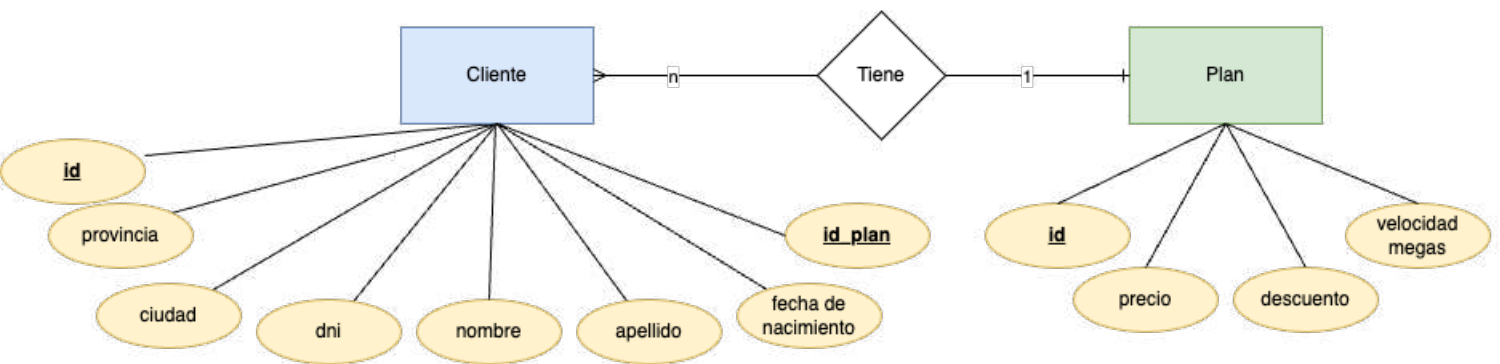 Cliente
n
Tiene
1
Plan
id
provincia
ciudad
dni
nombre
apellido
fecha de
nacimiento
id_plan
id
precio
descuento
velocidad
megas